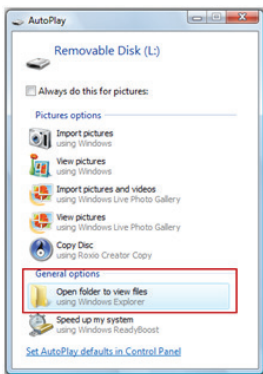 AutoPlay
Removable Disk (L:)
Always do this for pictures:
Pictures options
Import pictures
using Windows
View pictures
using Windows
Import pictures and videos
using Windows Live Photo Gallery
View pictures
using Windows Live Photo Gallery
Copy Disc
using Roxio Creator Copy
General options
Open folder to view files
using Windows Explorer
Speed up my system
using Windows ReadyBoost
Set AutoPlay defaults in Control Panel